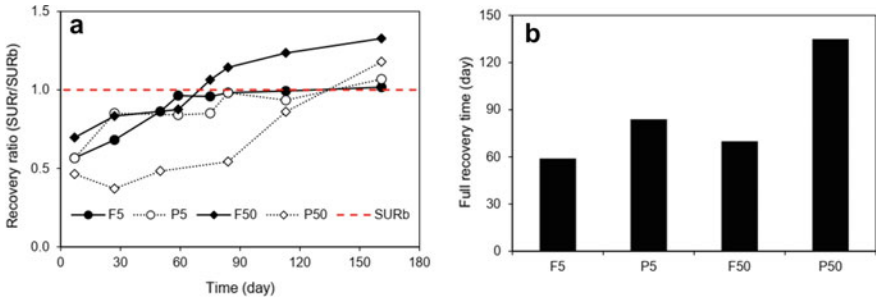 a
Recovery ratio (SURr/SURb)
1.5
1.0
0.5
0.0
F5 P5 F50 P50 SURb
0 30 60 90 120 150 180
Time (day)
b
Full recovery time (day)
150
120
90
60
30
0
F5 P5 F50 P50